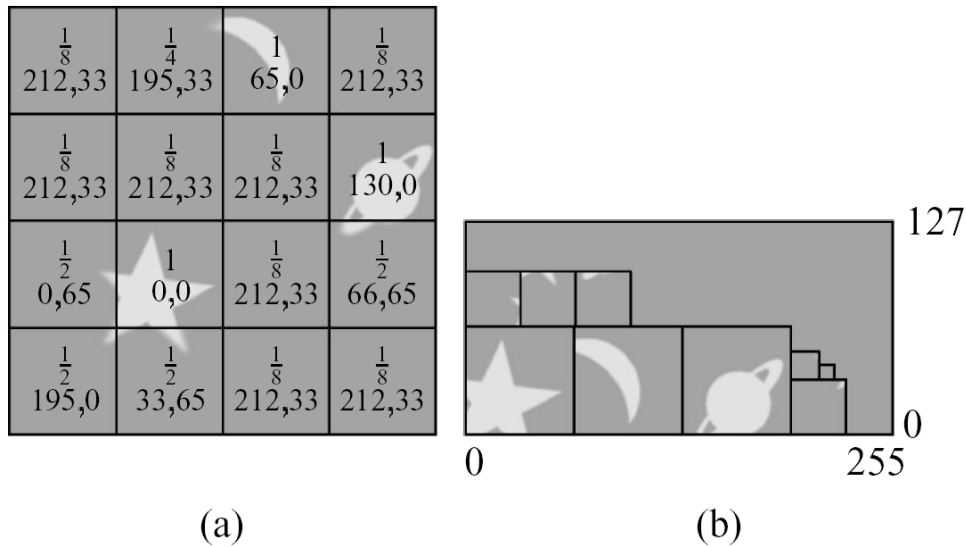 1/8 1/4 1 1/8
212,33 195,33 65,0 212,33
1/8 1/8 1/8 1
212,33 212,33 212,33 130,0
1/2 1 1/8 1/2
0,65 0,0 212,33 66,65
1/2 1/2 1/8 1/8
195,0 33,65 212,33 212,33
(a)
127
0
0 255
(b)